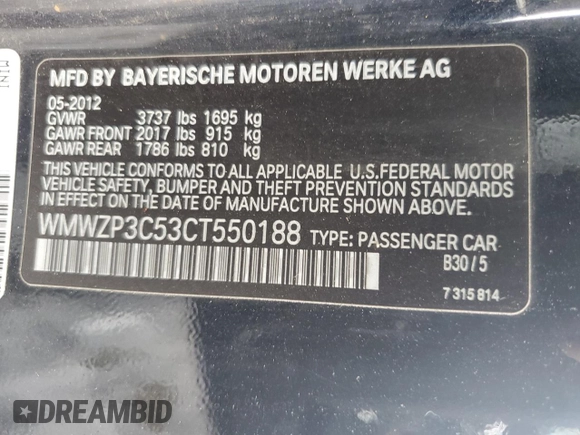 MINI
MFD BY BAYERISCHE MOTOREN WERKE AG
05-2012
GVWR 3737 lbs 1695 kg
GAWR FRONT 2017 lbs 915 kg
GAWR REAR 1786 lbs 810 kg
THIS VEHICLE CONFORMS TO ALL APPLICABLE U.S.FEDERAL MOTOR
VEHICLE SAFETY, BUMPER AND THEFT PREVENTION STANDARDS
IN EFFECT ON THE DATE OF MANUFACTURE SHOWN ABOVE.
WMWZP3C53CT550188 TYPE: PASSENGER CAR
B30 / 5
7 315 814
DREAMBID